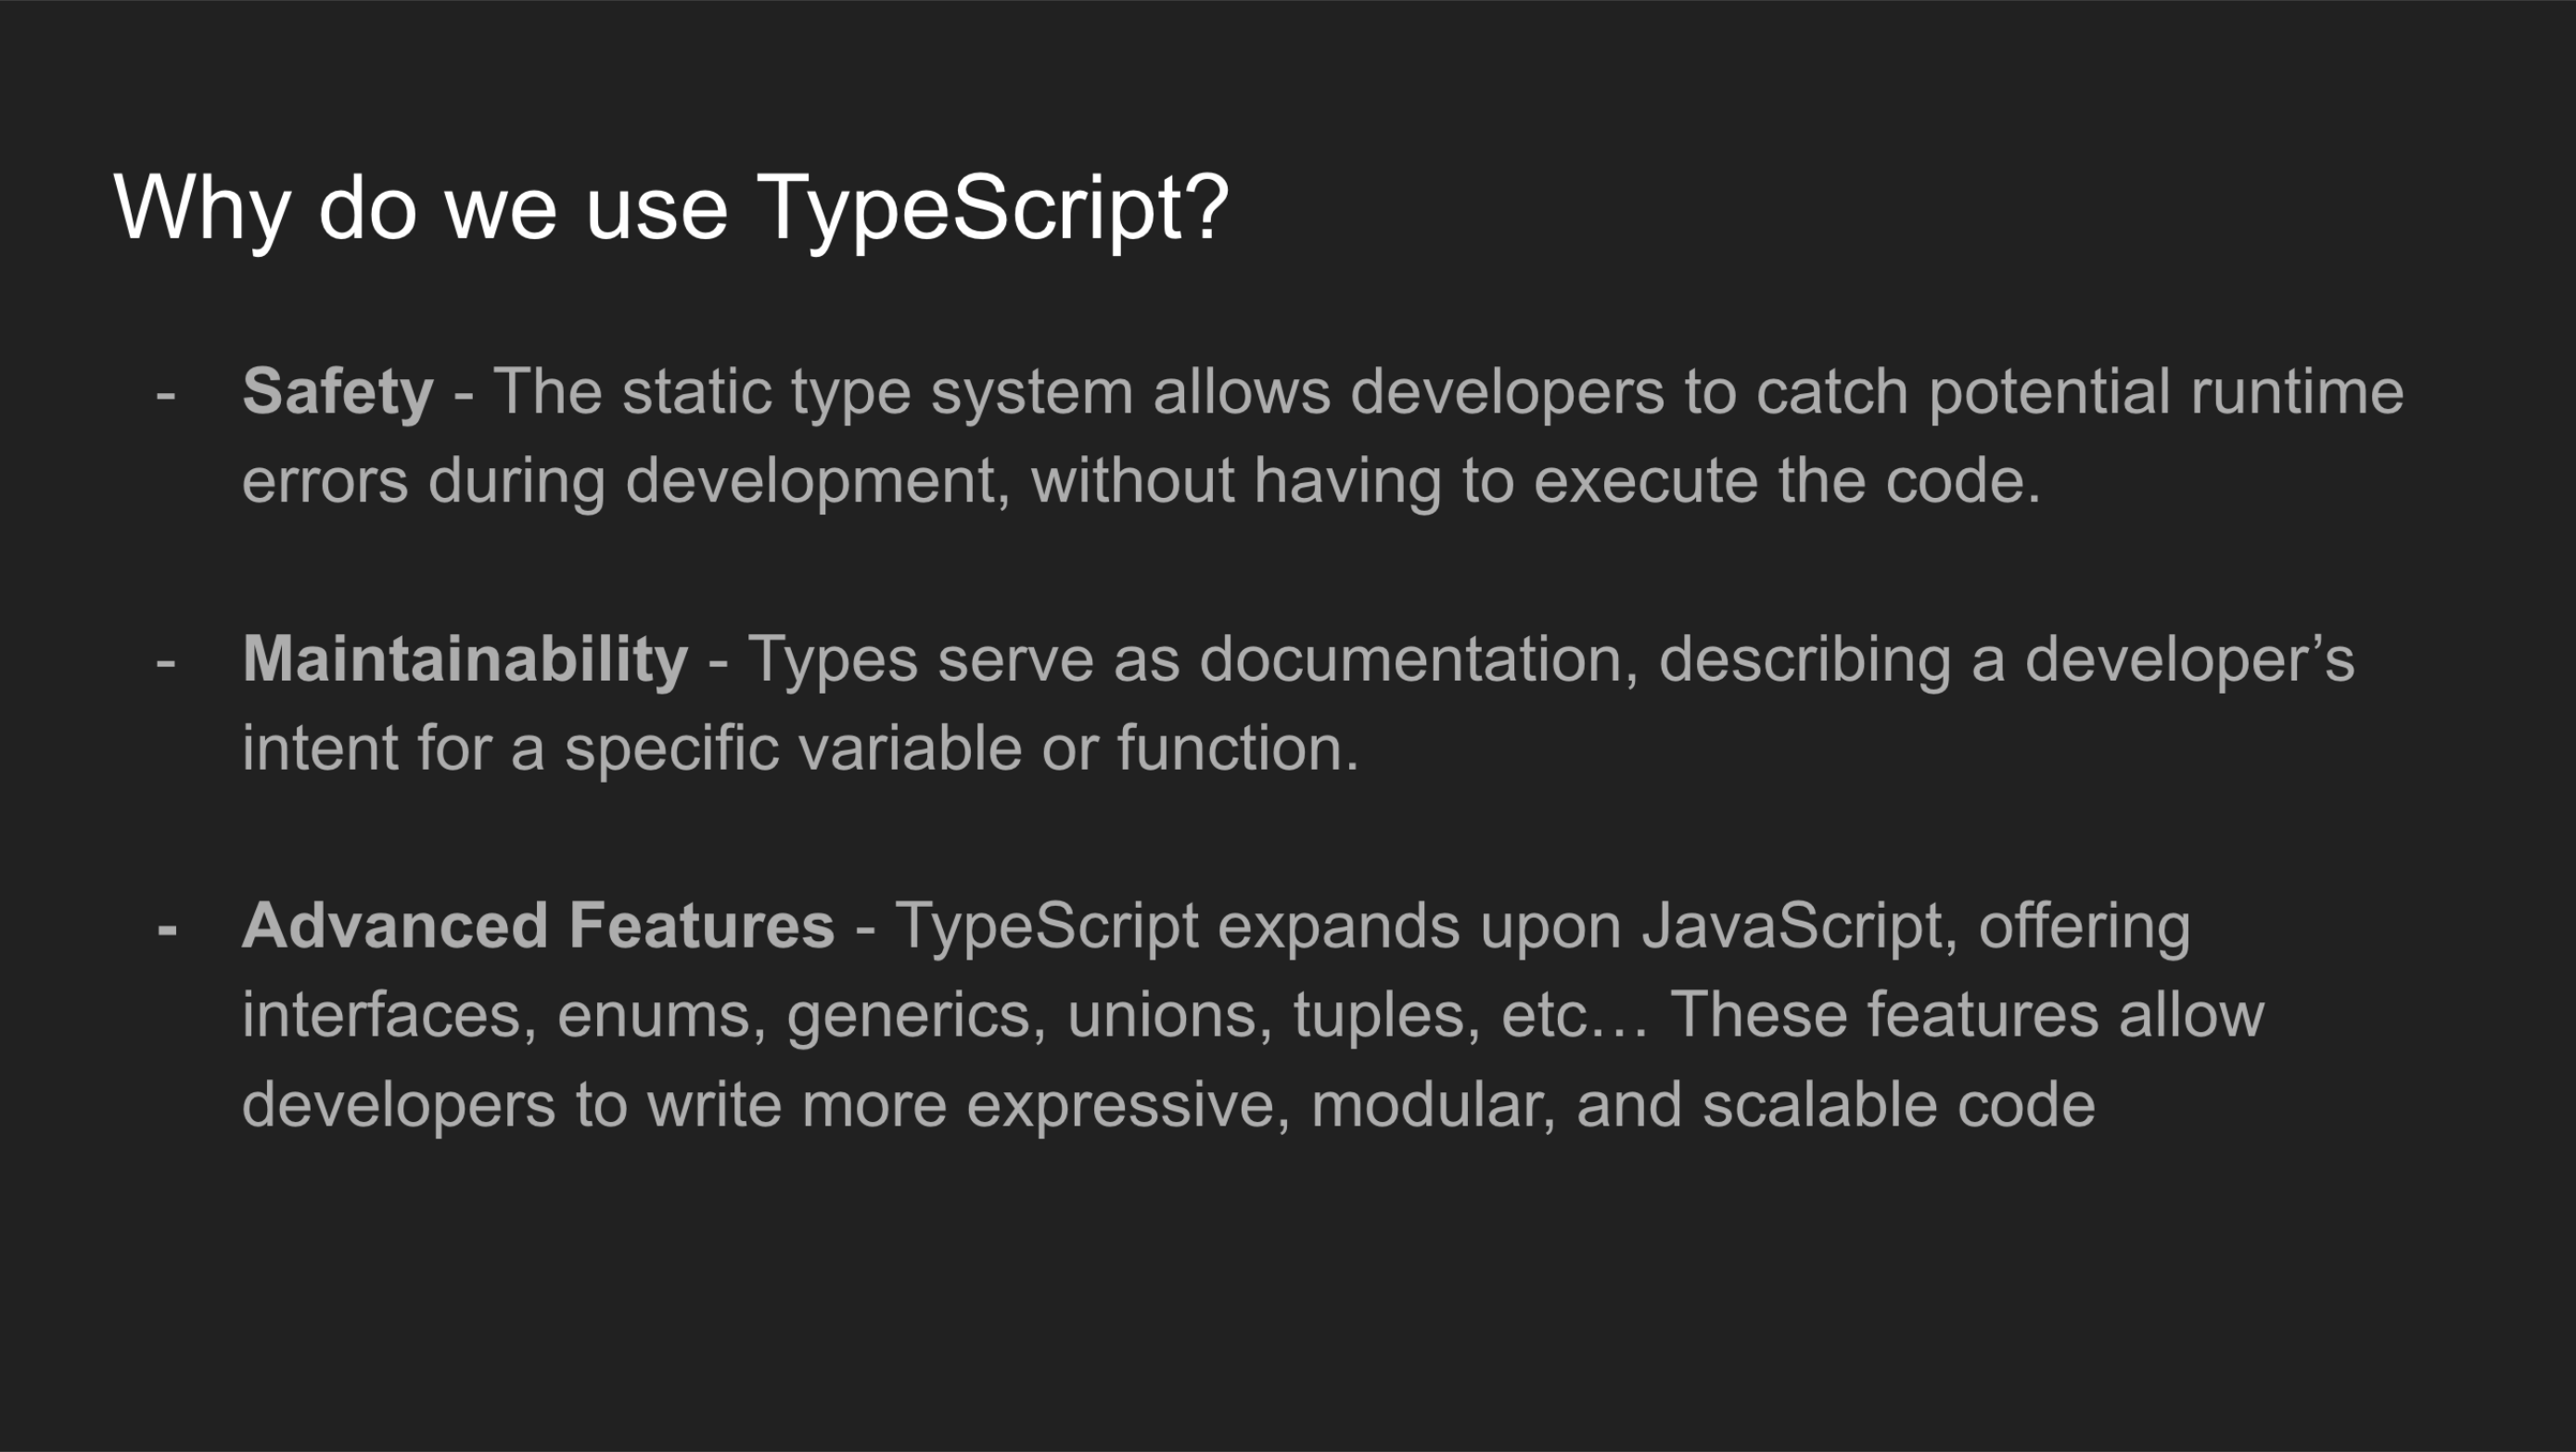 Why do we use TypeScript?
- Safety - The static type system allows developers to catch potential runtime
errors during development, without having to execute the code.
- Maintainability - Types serve as documentation, describing a developer’s
intent for a specific variable or function.
- Advanced Features - TypeScript expands upon JavaScript, offering
interfaces, enums, generics, unions, tuples, etc… These features allow
developers to write more expressive, modular, and scalable code